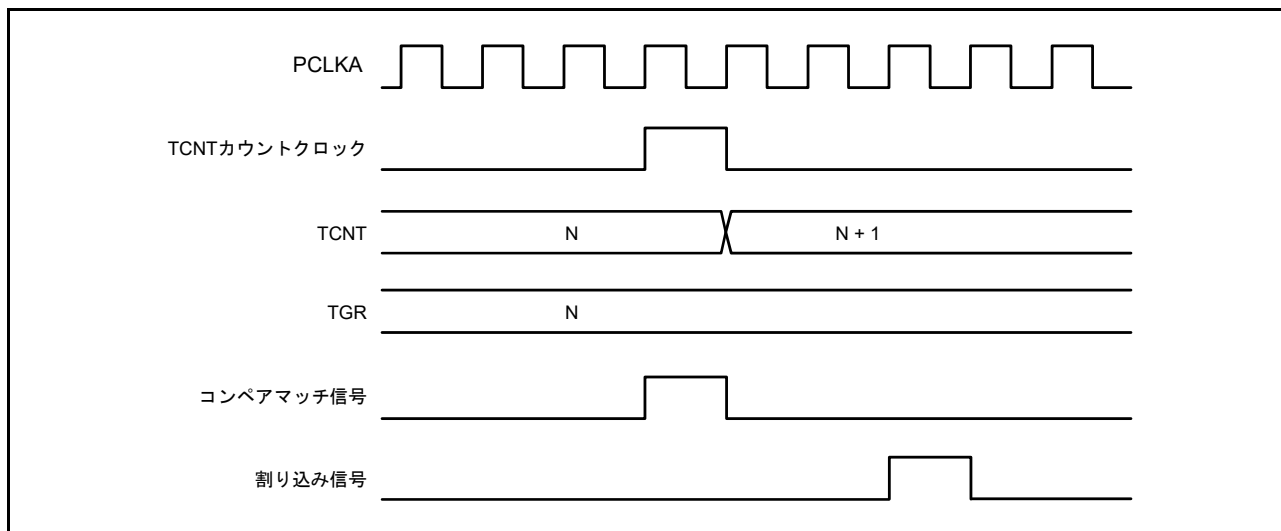 PCLKA
TCNTカウントクロック
TCNT
N
N + 1
TGR
N
コンペアマッチ信号
割り込み信号